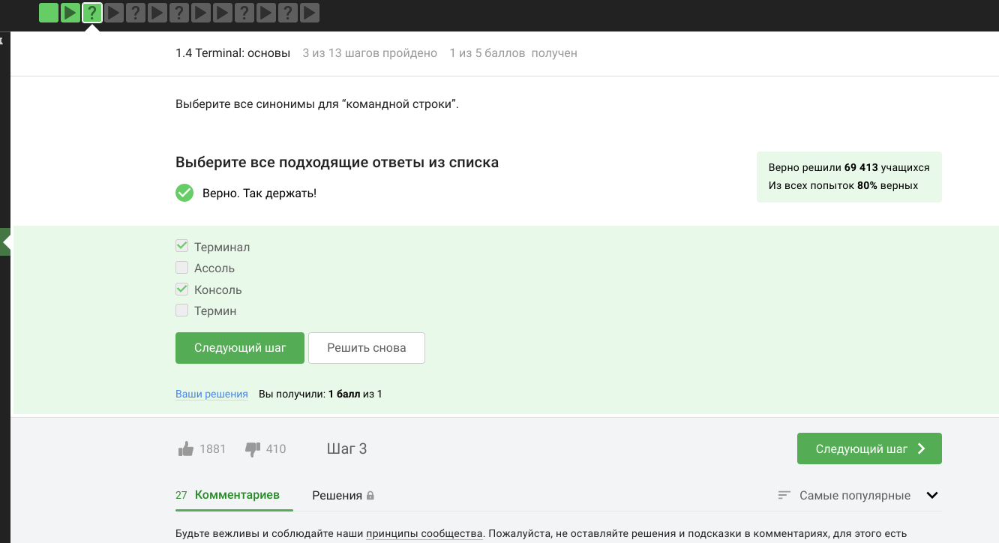 ? ? ? ? ?
1.4 Terminal: основы 3 из 13 шагов пройдено 1 из 5 баллов получен
Выберите все синонимы для “командной строки”.
Выберите все подходящие ответы из списка
Верно. Так держать!
Верно решили 69 413 учащихся
Из всех попыток 80% верных
Терминал
Ассоль
Консоль
Термин
Следующий шаг Решить снова
Ваши решения Вы получили: 1 балл из 1
1881 410 Шаг 3 Следующий шаг
27 Комментариев Решения Самые популярные
Будьте вежливы и соблюдайте наши принципы сообщества. Пожалуйста, не оставляйте решения и подсказки в комментариях, для этого есть